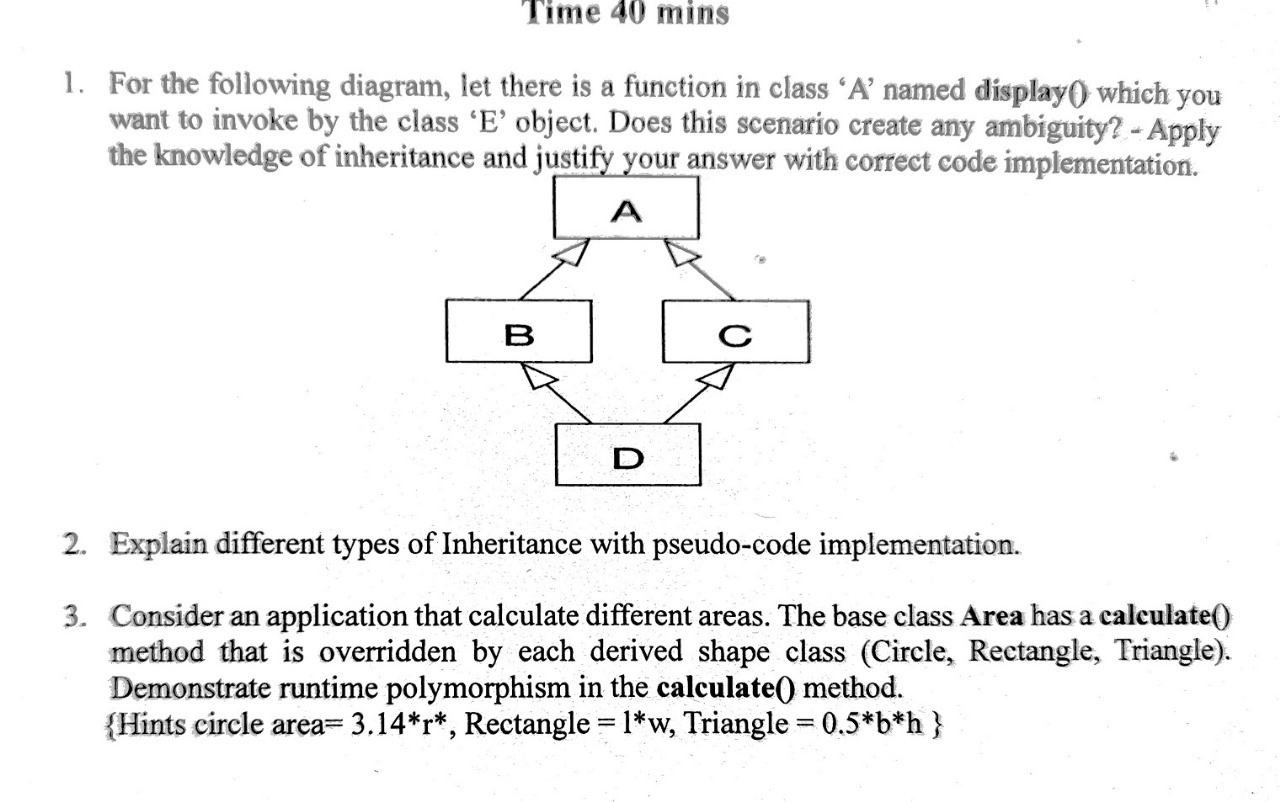 Time 40 mins
1. For the following diagram, let there is a function in class ‘A’ named display() which you
want to invoke by the class ‘E’ object. Does this scenario create any ambiguity? - Apply
the knowledge of inheritance and justify your answer with correct code implementation.
A
B
C
D
2. Explain different types of Inheritance with pseudo-code implementation.
3. Consider an application that calculate different areas. The base class Area has a calculate()
method that is overridden by each derived shape class (Circle, Rectangle, Triangle).
Demonstrate runtime polymorphism in the calculate() method.
{Hints circle area= 3.14*r*, Rectangle = l*w, Triangle = 0.5*b*h }